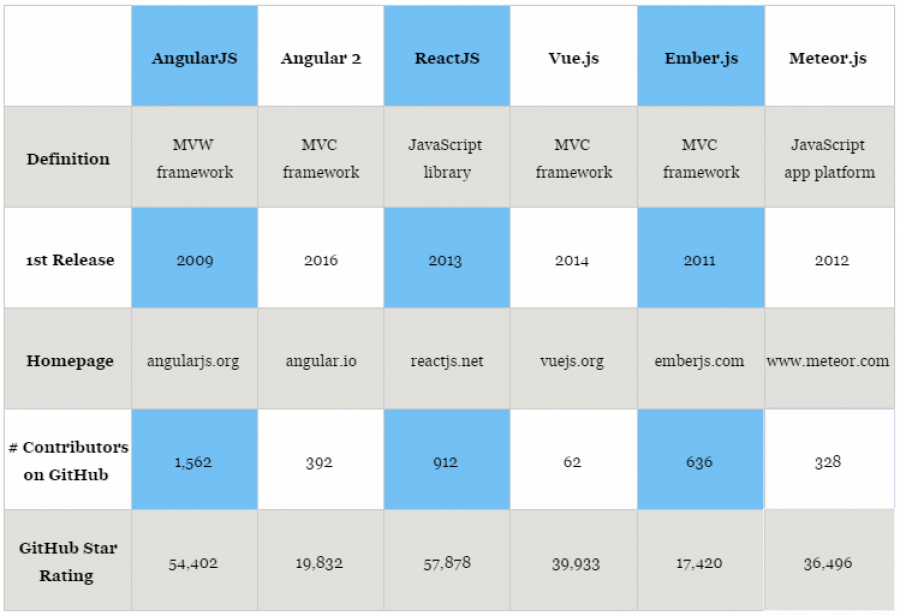 AngularJS Angular 2 ReactJS Vue.js Ember.js Meteor.js
Definition MVW framework MVC framework JavaScript library MVC framework MVC framework JavaScript app platform
1st Release 2009 2016 2013 2014 2011 2012
Homepage angularjs.org angular.io reactjs.net vuejs.org emberjs.com www.meteor.com
# Contributors on GitHub 1,562 392 912 62 636 328
GitHub Star Rating 54,402 19,832 57,878 39,933 17,420 36,496